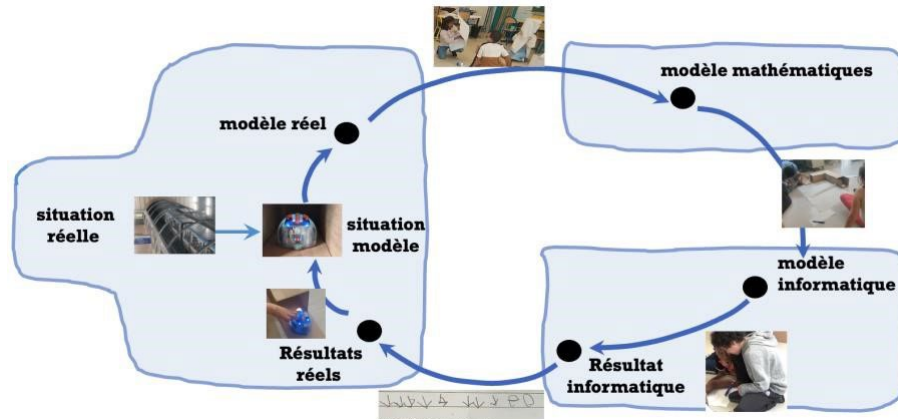 modèle mathématiques
modèle réel
situation
réelle
situation
modèle
modèle
informatique
Résultats
réels
Résultat
informatique